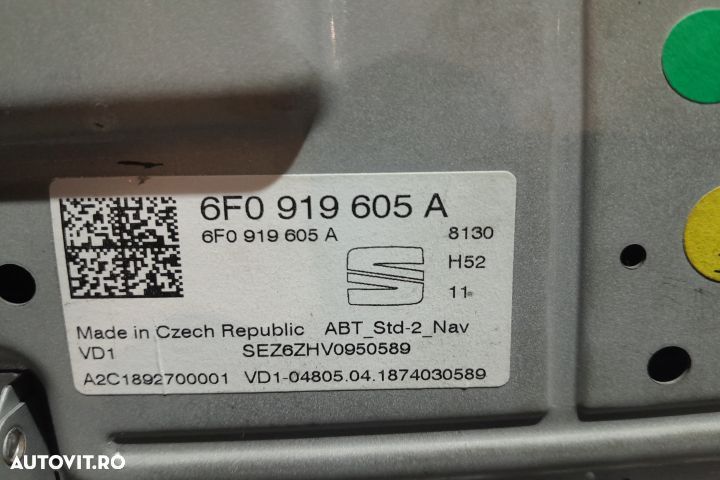 6F0 919 605 A
6F0 919 605 A 8130
H52
11
Made in Czech Republic ABT_Std-2_Nav
VD1 SEZ6ZHV0950589
A2C1892700001 VD1-04805.04.1874030589
AUTOVIT.RO